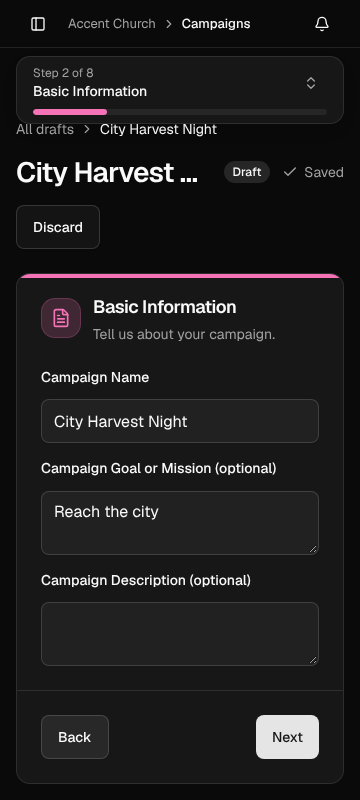 Accent Church > Campaigns
Step 2 of 8
Basic Information
All drafts > City Harvest Night
City Harvest ... Draft Saved
Discard
Basic Information
Tell us about your campaign.
Campaign Name
City Harvest Night
Campaign Goal or Mission (optional)
Reach the city
Campaign Description (optional)
Back Next